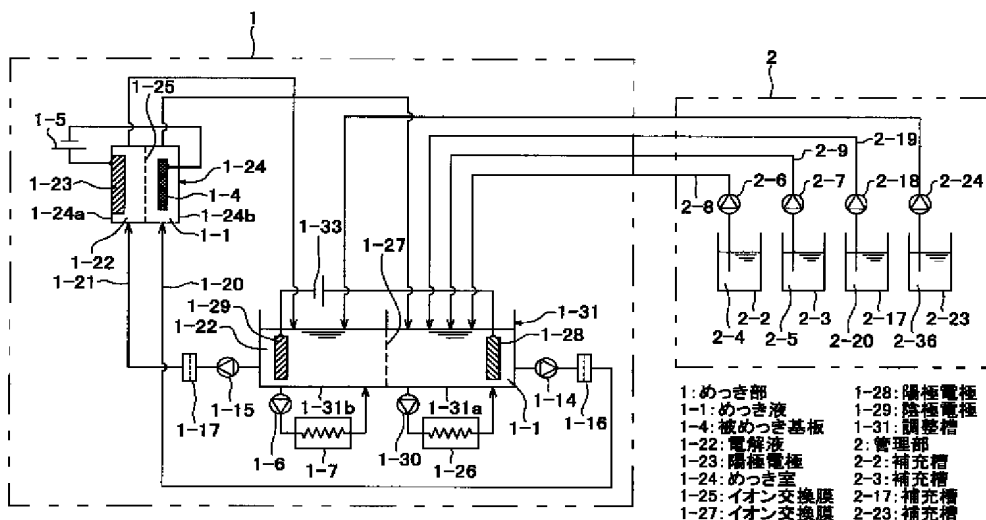 1
2
1-25
1-5
1-23
1-24
1-4
1-24a
1-24b
1-22
1-1
1-21
1-20
1-33
1-27
1-29
1-22
1-31
1-28
1-17
1-15
1-31b
1-31a
1-1
1-14
1-16
1-6
1-7
1-30
1-26
2-19
2-9
2-6
2-7
2-18
2-24
2-8
2-4
2-2
2-5
2-3
2-20
2-17
2-36
2-23
1:めっき部
1-1:めっき液
1-4:被めっき基板
1-22:電解液
1-23:陽極電極
1-24:めっき室
1-25:イオン交換膜
1-27:イオン交換膜
1-28:陽極電極
1-29:陰極電極
1-31:調整槽
2:管理部
2-2:補充槽
2-3:補充槽
2-17:補充槽
2-23:補充槽